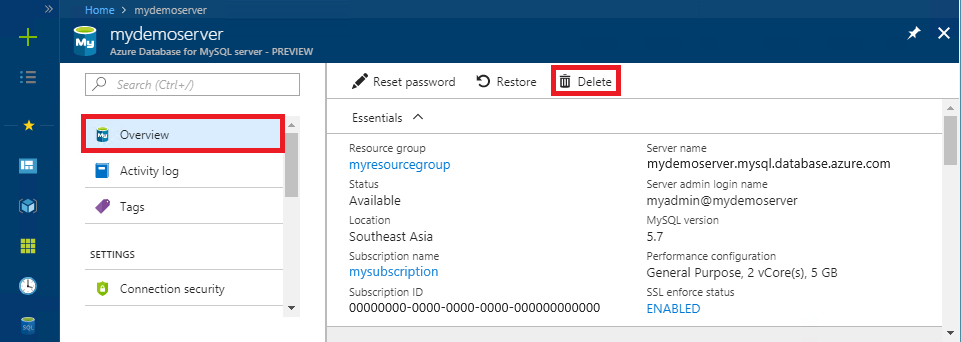 Home > mydemoserver
mydemoserver
Azure Database for MySQL server - PREVIEW
Search (Ctrl+/)
Overview
Activity log
Tags
SETTINGS
Connection security
Reset password Restore Delete
Essentials
Resource group
myresourcegroup
Status
Available
Location
Southeast Asia
Subscription name
mysubscription
Subscription ID
00000000-0000-0000-0000-000000000000
Server name
mydemoserver.mysql.database.azure.com
Server admin login name
myadmin@mydemoserver
MySQL version
5.7
Performance configuration
General Purpose, 2 vCore(s), 5 GB
SSL enforce status
ENABLED
My
My
SQL